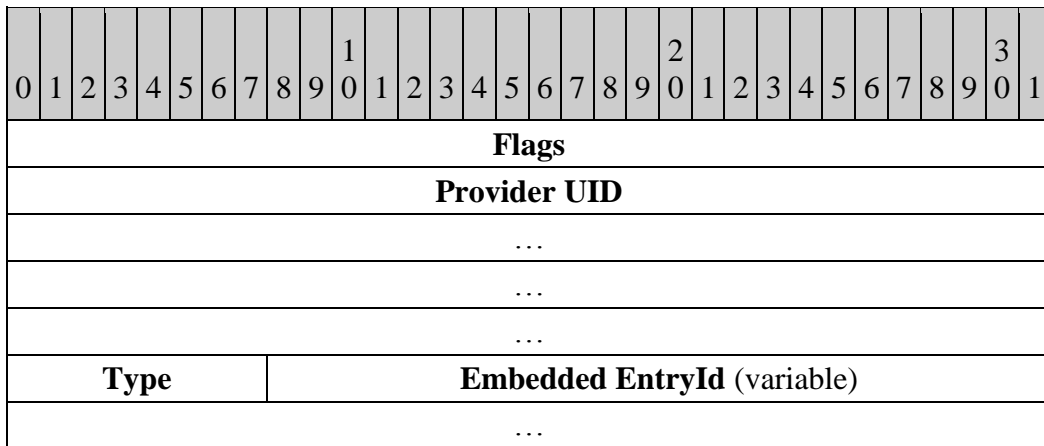 1 2 3
0 1 2 3 4 5 6 7 8 9 0 1 2 3 4 5 6 7 8 9 0 1 2 3 4 5 6 7 8 9 0 1
Flags
Provider UID
…
…
…
Type Embedded EntryId (variable)
…